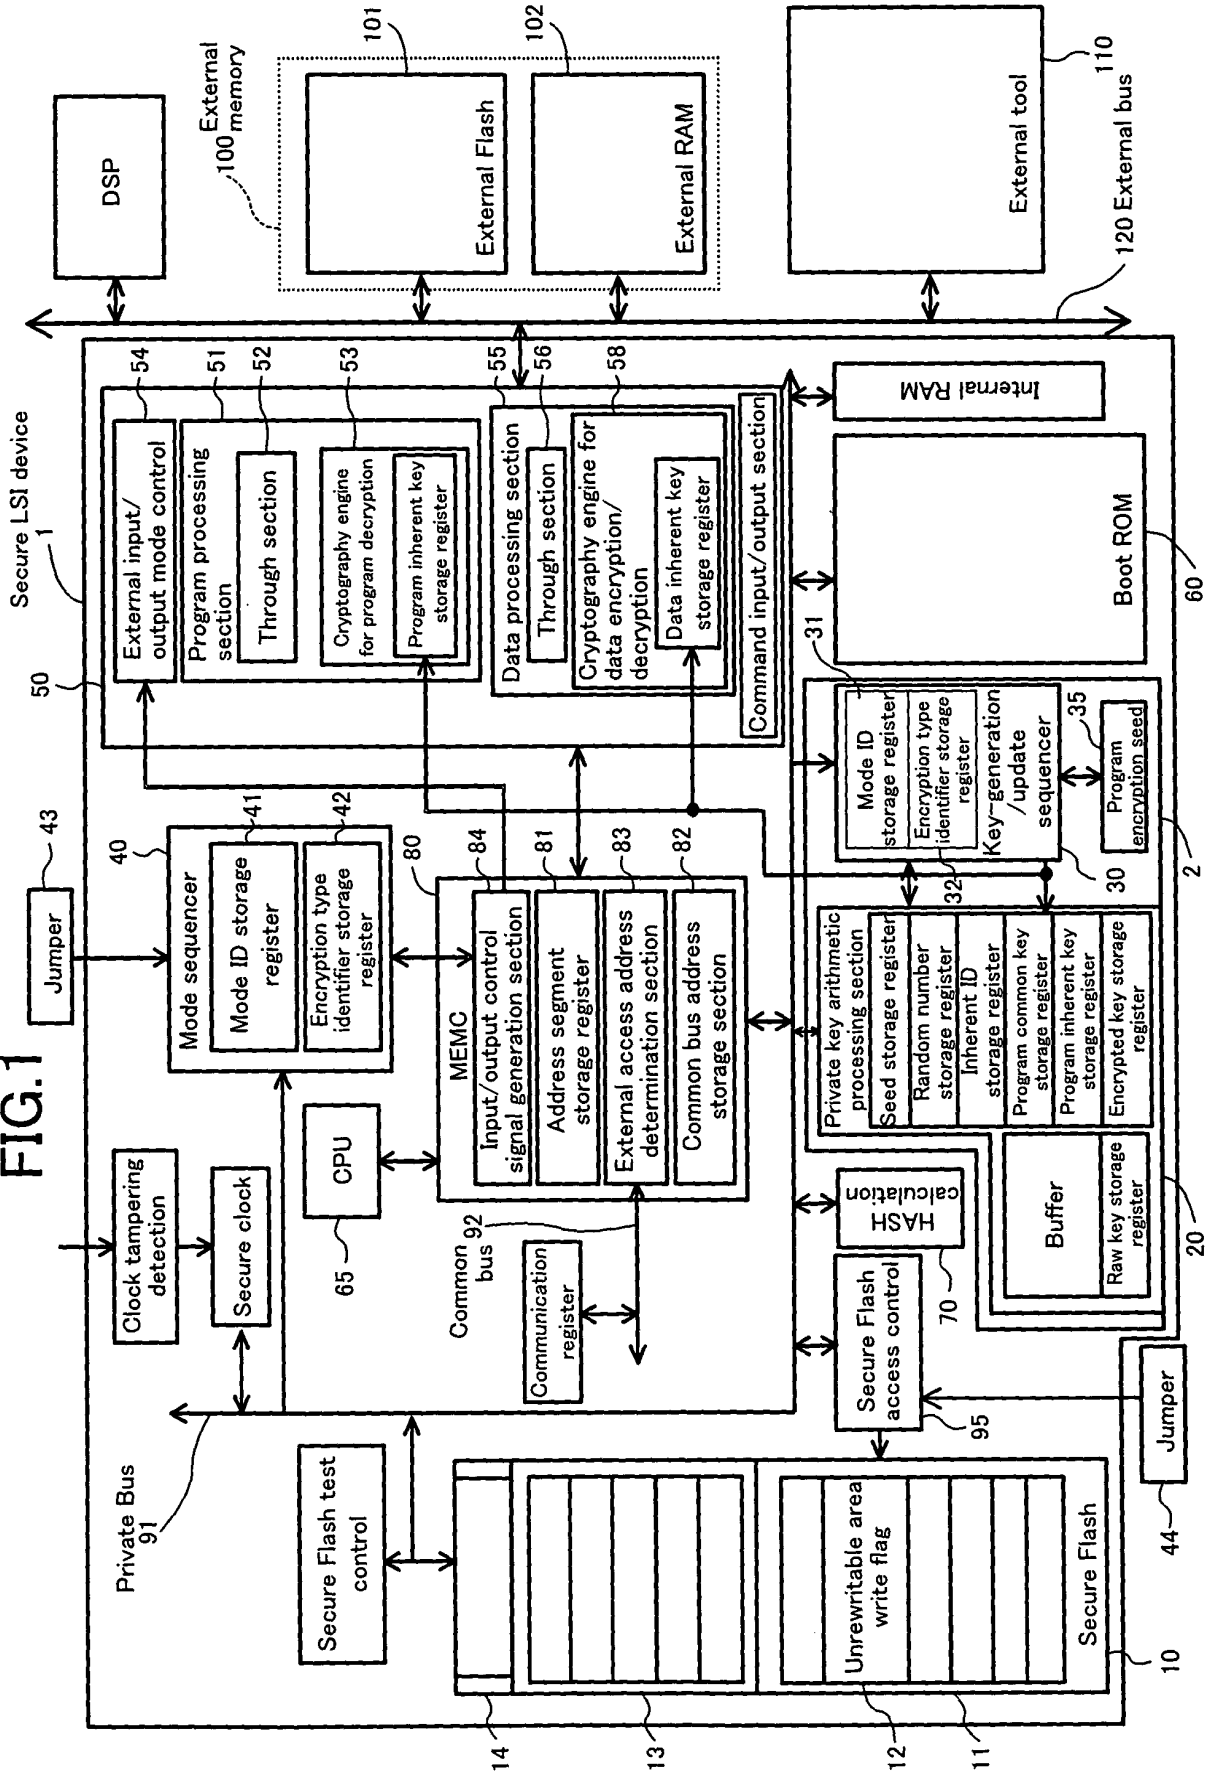 FIG.1
Secure LSI device
1
Jumper
43
Clock tampering
detection
Secure clock
Private Bus
91
Mode sequencer
40
Mode ID storage
register
41
Encryption type
identifier storage
register
42
CPU
65
Secure Flash test
control
MEMC
80
Input/output control
signal generation section
84
Address segment
storage register
81
External access address
determination section
83
Common bus address
storage section
82
Common
bus
92
Communication
register
50
External input/
output mode control
54
Program processing
section
51
Through section
52
Cryptography engine
for program decryption
53
Program inherent key
storage register
Data processing section
55
Through section
56
Cryptography engine for
data encryption/
decryption
58
Data inherent key
storage register
Command input/output section
DSP
100
External
memory
External Flash
101
External RAM
102
External tool
110
120 External bus
Internal RAM
Boot ROM
60
Mode ID
storage register
31
Encryption type
identifier storage
register
32
Key-generation
/update
sequencer
30
Program
encryption seed
35
2
Private key arithmetic
processing section
Seed storage register
Random number
storage register
Inherent ID
storage register
Program common key
storage register
Program inherent key
storage register
Encrypted key storage
register
Buffer
Raw key storage
register
20
HASH
calculation
70
Secure Flash
access control
95
Jumper
44
Unrewritable area
write flag
Secure Flash
10
14
13
12
11